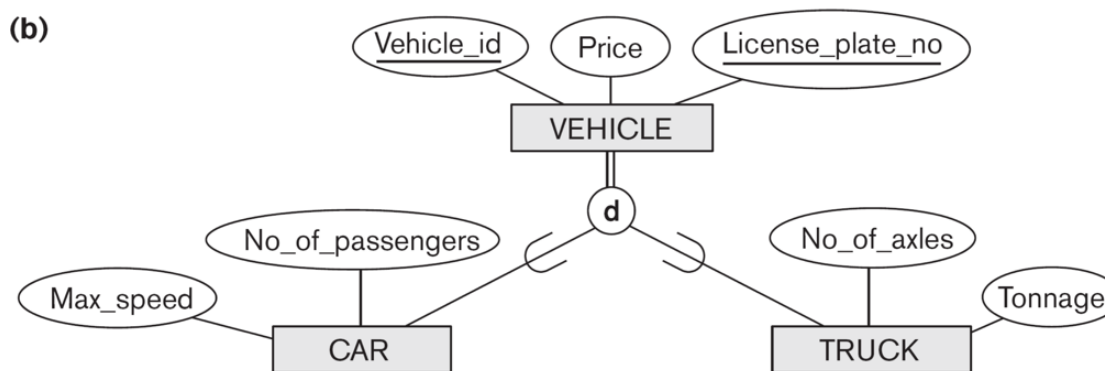 (b)
Vehicle_id
Price
License_plate_no
VEHICLE
d
No_of_passengers
No_of_axles
Max_speed
Tonnage
CAR
TRUCK